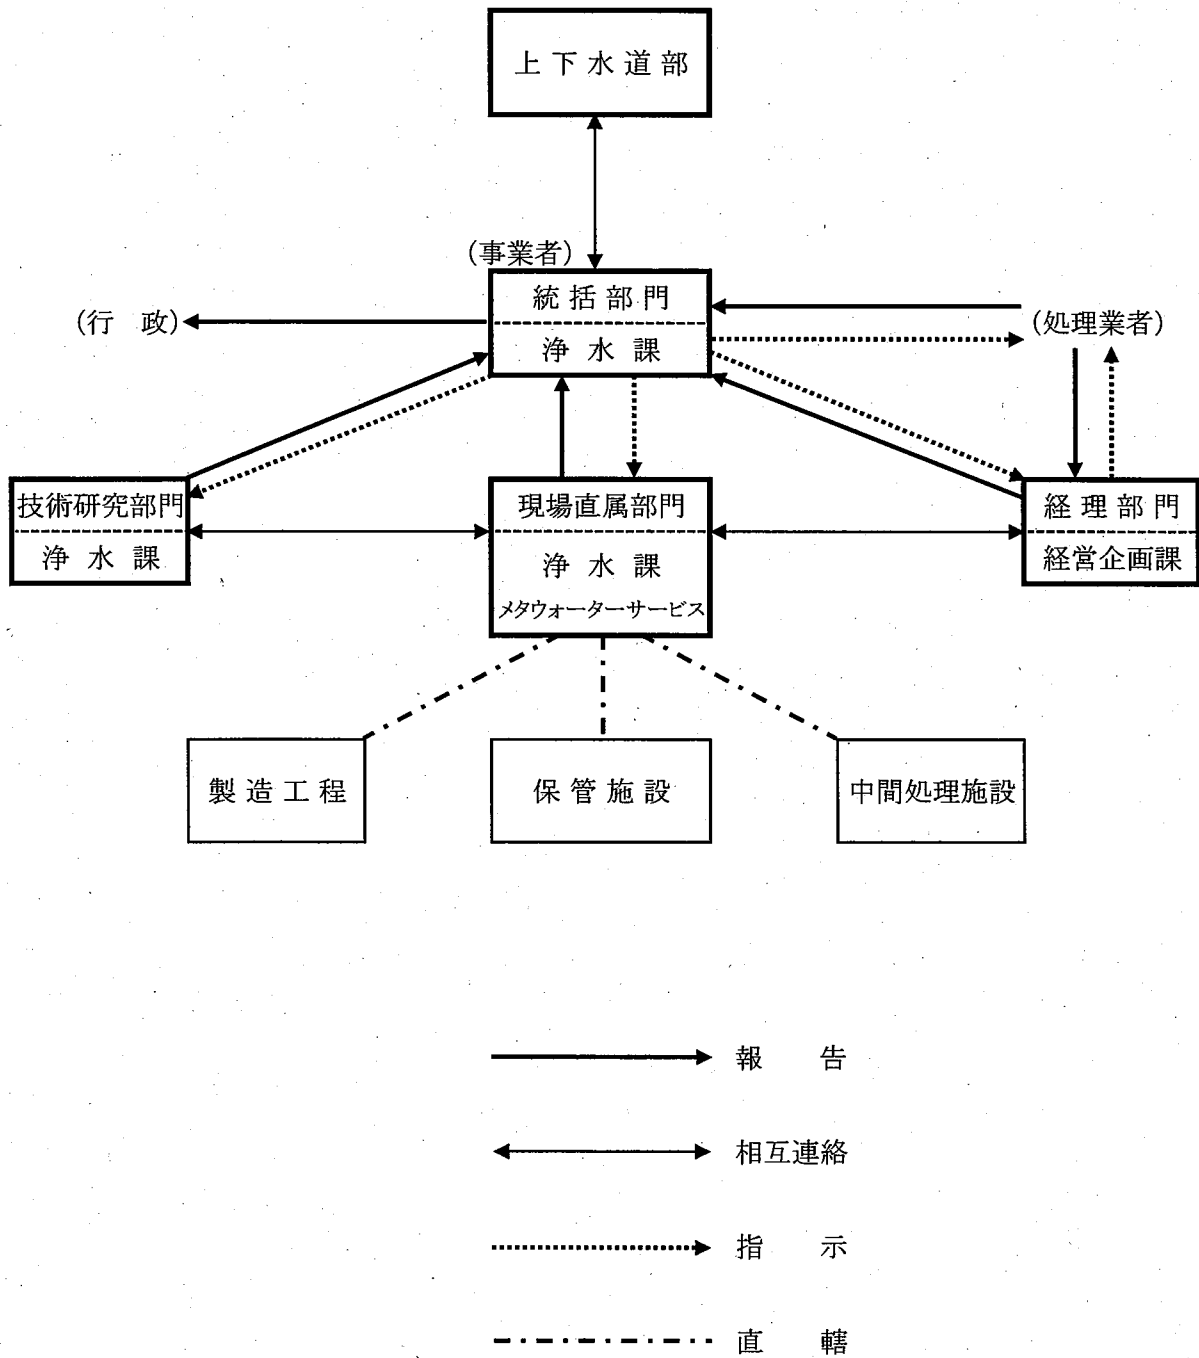 上下水道部
(事業者)
統括部門
浄水課
(行 政)
(処理業者)
技術研究部門
浄水課
現場直属部門
浄水課
メタウォーターサービス
経理部門
経営企画課
製造工程
保管施設
中間処理施設
報 告
相互連絡
指 示
直 轄